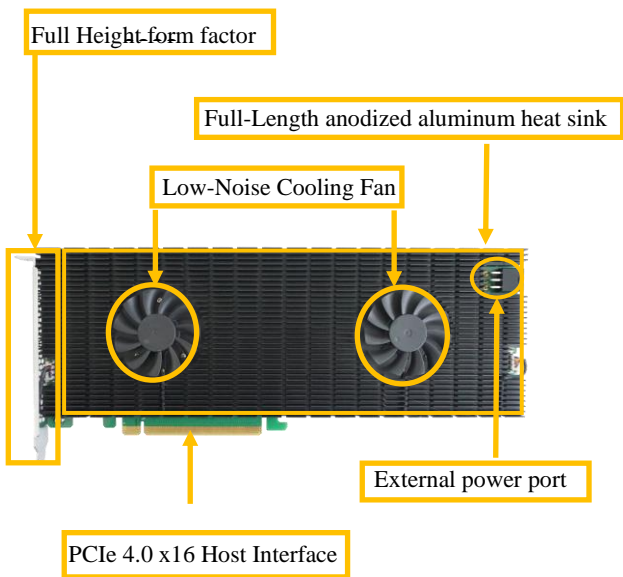 Full Height form factor
Full-Length anodized aluminum heat sink
Low-Noise Cooling Fan
External power port
PCIe 4.0 x16 Host Interface